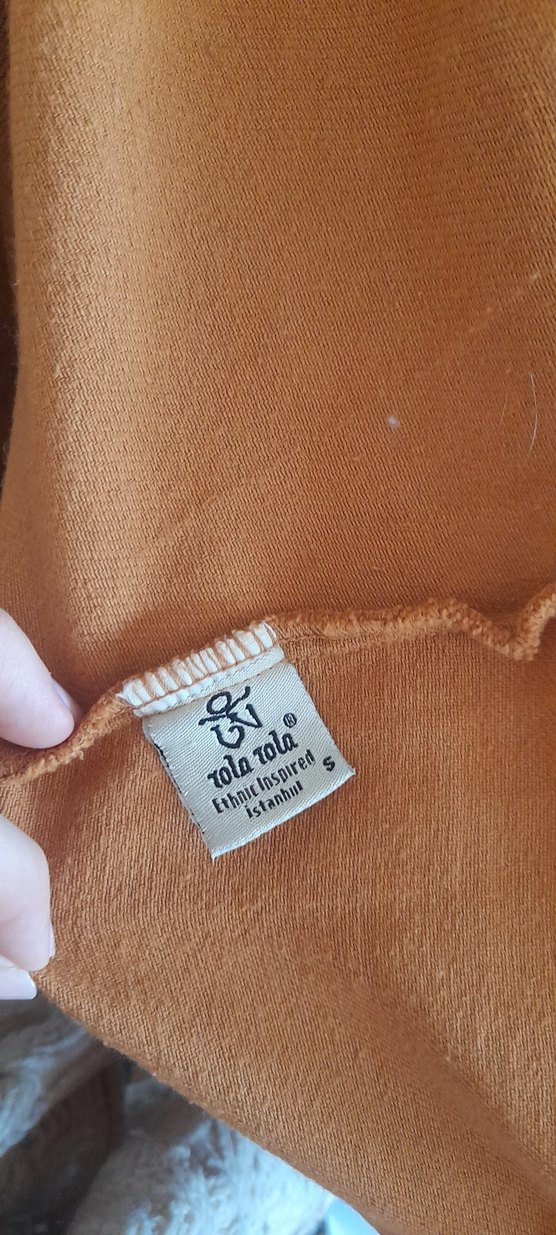 rola rola®
Ethnic Inspired
İstanbul
S